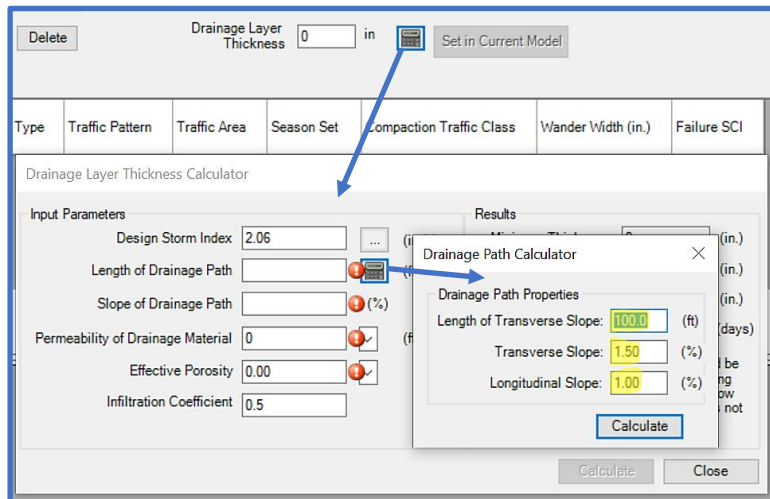 Delete
Drainage Layer Thickness 0 in
Set in Current Model
Type Traffic Pattern Traffic Area Season Set Compaction Traffic Class Wander Width (in.) Failure SCI
Drainage Layer Thickness Calculator
Input Parameters
Results
Design Storm Index 2.06 ...
(in.)
Length of Drainage Path
(in.)
Slope of Drainage Path (%)
(in.)
Permeability of Drainage Material 0
(days)
Effective Porosity 0.00
be
Infiltration Coefficient 0.5
not
Drainage Path Calculator
Drainage Path Properties
Length of Transverse Slope: 100.0 (ft)
Transverse Slope: 1.50 (%)
Longitudinal Slope: 1.00 (%)
Calculate
Calculate
Close